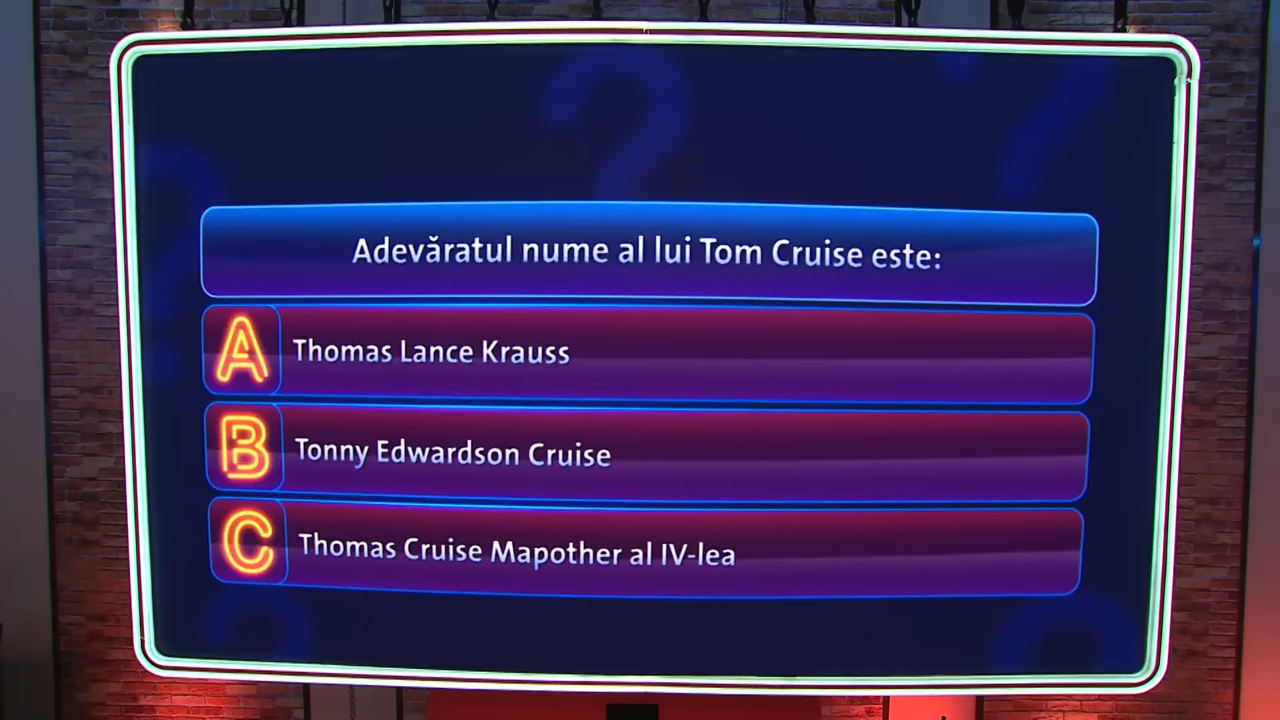 Adevăratul nume al lui Tom Cruise este:
A Thomas Lance Krauss
B Tonny Edwardson Cruise
C Thomas Cruise Mapother al IV-lea